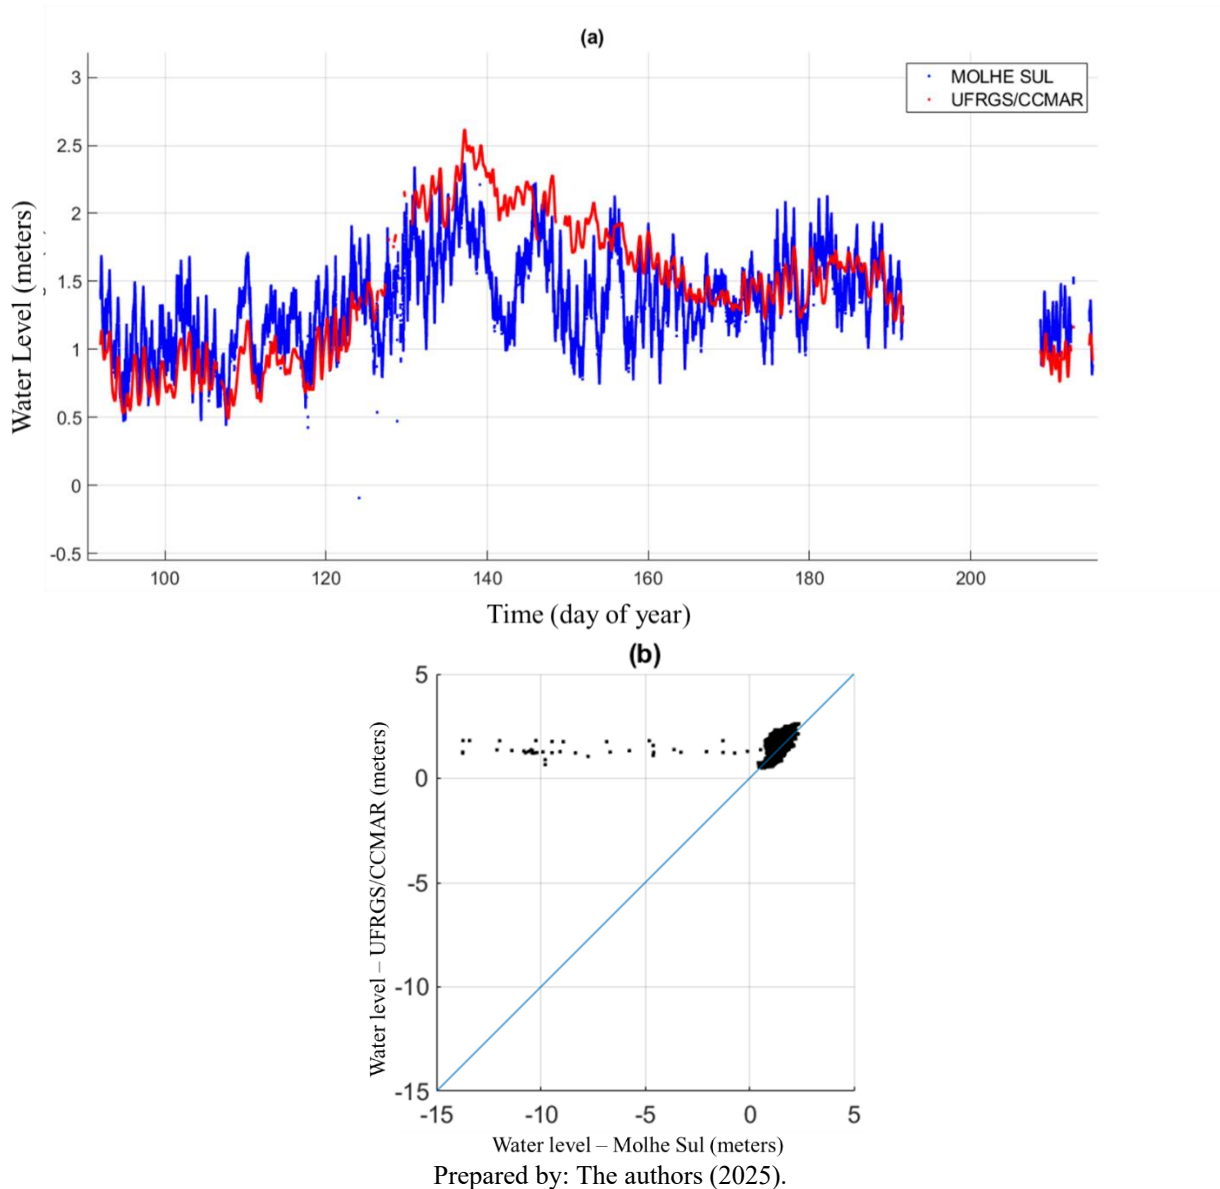 (a)
MOLHE SUL
UFRGS/CCMAR
Water Level (meters)
3
2.5
2
1.5
1
0.5
0
-0.5
100 120 140 160 180 200
Time (day of year)
(b)
Water level – UFRGS/CCMAR (meters)
5
0
-5
-10
-15
-15 -10 -5 0 5
Water level – Molhe Sul (meters)
Prepared by: The authors (2025).